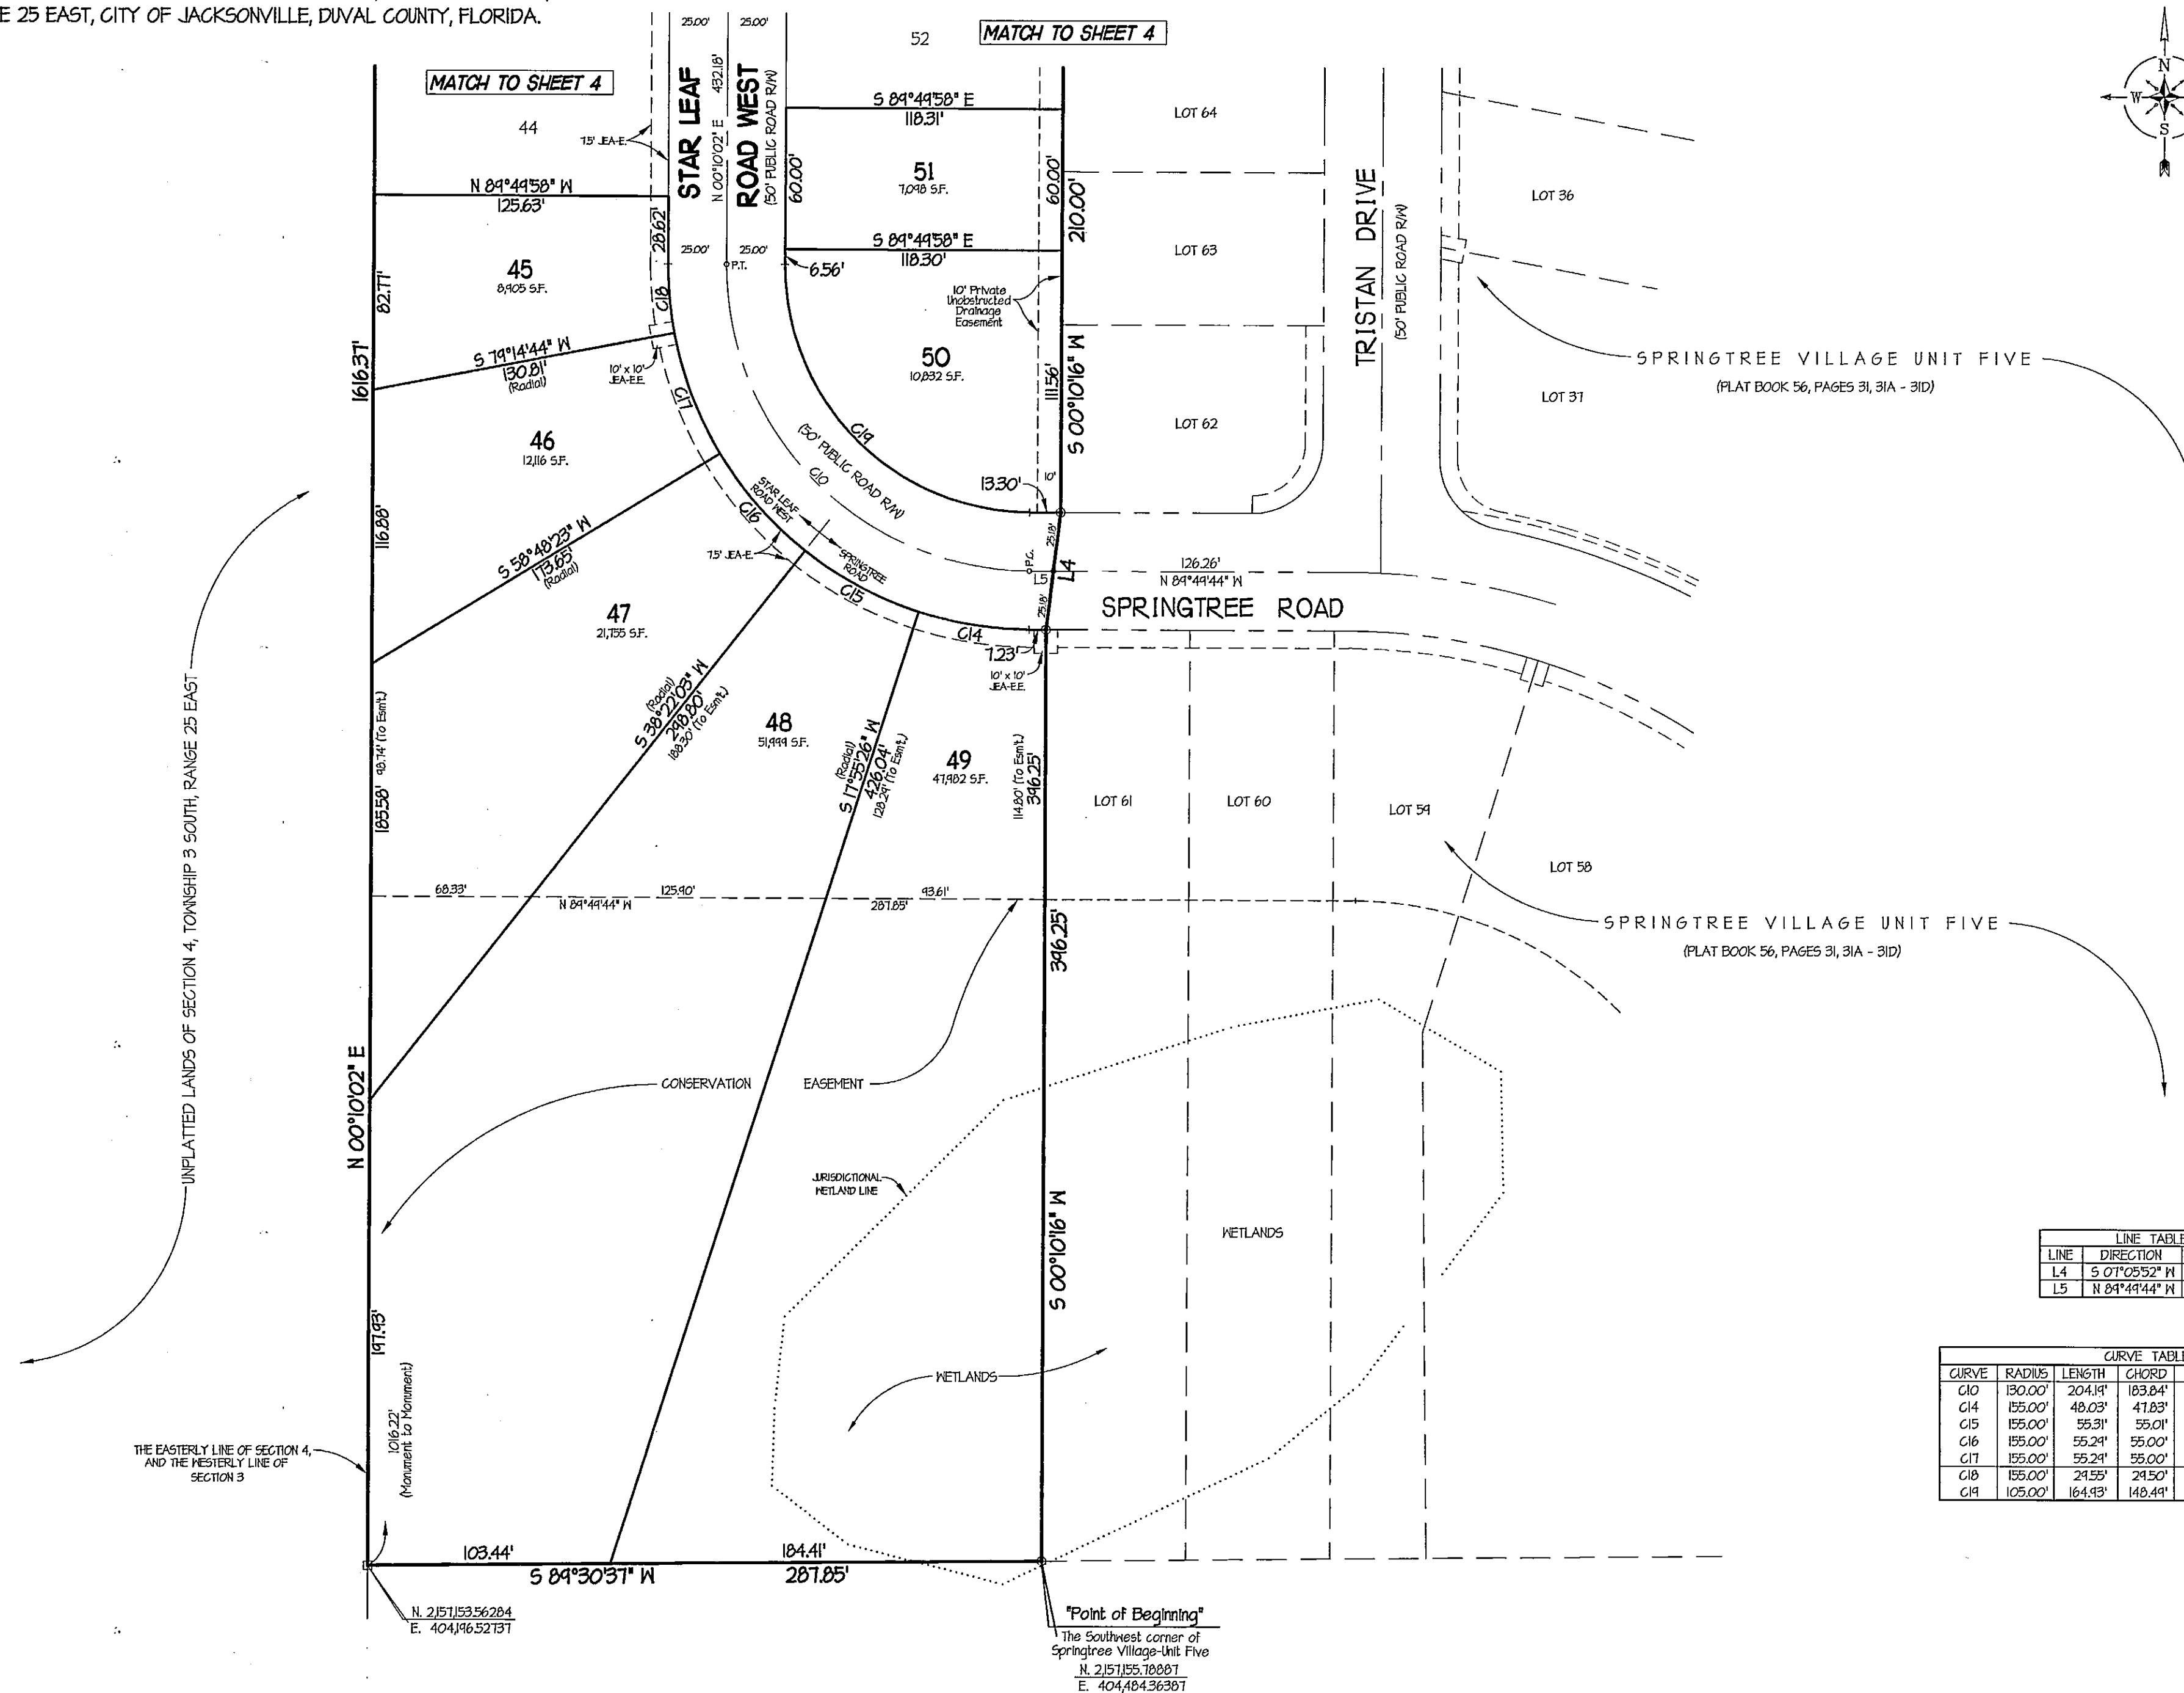 E 25 EAST, CITY OF JACKSONVILLE, DUVAL COUNTY, FLORIDA.
MATCH TO SHEET 4
MATCH TO SHEET 4
52
44
25.00' 25.00'
STAR LEAF
ROAD WEST
N 00°10'02" E 432.18'
(50' PUBLIC ROAD R/W)
7.5' JEA-E.
N
W
S
S 89°49'58" E
118.31'
51
7,098 S.F.
60.00'
60.00'
210.00'
S 89°49'58" E
118.30'
6.56'
25.00' 25.00'
P.T.
N 89°49'58" W
125.63'
28.62'
45
8,905 S.F.
82.77'
C18
S 79°14'44" W
130.81'
(Radial)
10' x 10'
JEA-E.E.
1616.37'
C17
46
12,116 S.F.
116.88'
S 58°48'23" W
173.65'
(Radial)
10' Private
Unobstructed
Drainage
Easement
50
10,832 S.F.
111.56'
S 00°10'16" W
C19
(50' PUBLIC ROAD R/W)
C10
13.30'
10'
STAR LEAF
ROAD WEST
SPRINGTREE
ROAD
C16
7.5' JEA-E.
C15
C14
P.C.
L5
L4
25.18'
25.18'
7.23'
10' x 10'
JEA-E.E.
LOT 64
LOT 63
LOT 62
TRISTAN DRIVE
(50' PUBLIC ROAD R/W)
LOT 36
LOT 37
SPRINGTREE VILLAGE UNIT FIVE
(PLAT BOOK 56, PAGES 31, 31A - 31D)
126.26'
N 89°49'44" W
SPRINGTREE ROAD
UNPLATTED LANDS OF SECTION 4, TOWNSHIP 3 SOUTH, RANGE 25 EAST
47
21,755 S.F.
185.58' 98.74' (To Esm't.)
(Radial)
S 38°22'03" W
298.80'
188.30' (To Esm't.)
48
51,999 S.F.
(Radial)
S 17°55'26" W
426.04'
128.29' (To Esm't.)
49
47,982 S.F.
114.80' (To Esm't.)
396.25'
LOT 61
LOT 60
LOT 59
LOT 58
68.33'
125.90'
93.61'
N 89°49'44" W
287.85'
396.25'
SPRINGTREE VILLAGE UNIT FIVE
(PLAT BOOK 56, PAGES 31, 31A - 31D)
N 00°10'02" E
CONSERVATION EASEMENT
JURISDICTIONAL
WETLAND LINE
S 00°10'16" W
WETLANDS
WETLANDS
197.93'
1016.22'
(Monument to Monument)
THE EASTERLY LINE OF SECTION 4,
AND THE WESTERLY LINE OF
SECTION 3
103.44'
184.41'
S 89°30'37" W
287.85'
N. 2,157,153.56284
E. 404,196.52737
"Point of Beginning"
The Southwest corner of
Springtree Village-Unit Five
N. 2,157,155.78887
E. 404,484.36387
LINE TABLE
LINE DIRECTION
L4 S 07°05'52" W
L5 N 89°49'44" W
CURVE TABLE
CURVE RADIUS LENGTH CHORD
C10 130.00' 204.19' 183.84'
C14 155.00' 48.03' 47.83'
C15 155.00' 55.31' 55.01'
C16 155.00' 55.29' 55.00'
C17 155.00' 55.29' 55.00'
C18 155.00' 29.55' 29.50'
C19 105.00' 164.93' 148.49'